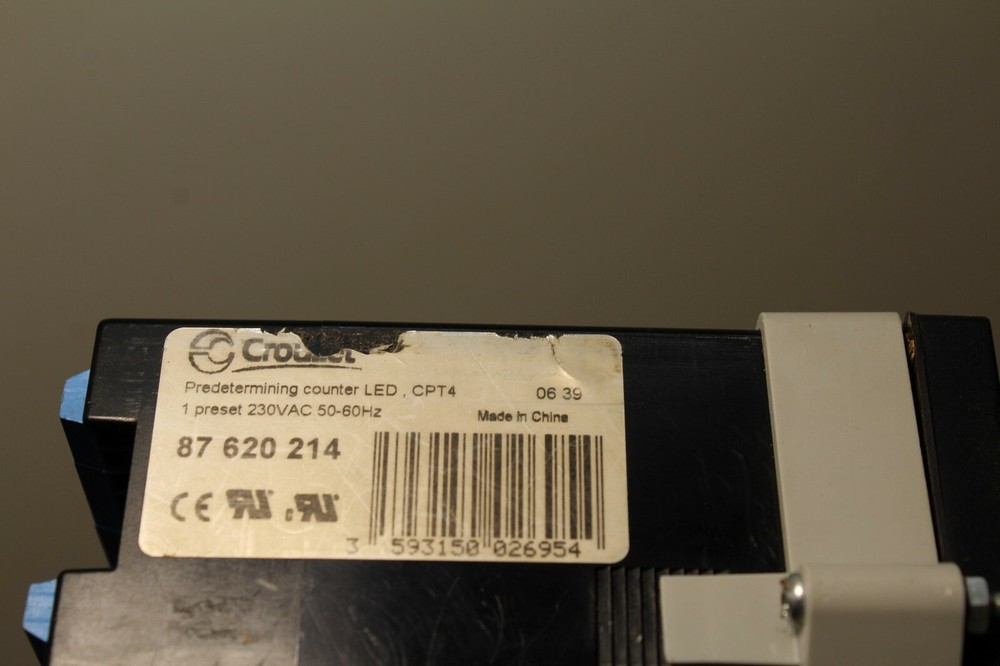 Crouzet
Predetermining counter LED , CPT4 06 39
1 preset 230VAC 50-60Hz Made in China
87 620 214
CE
3 593150 026954